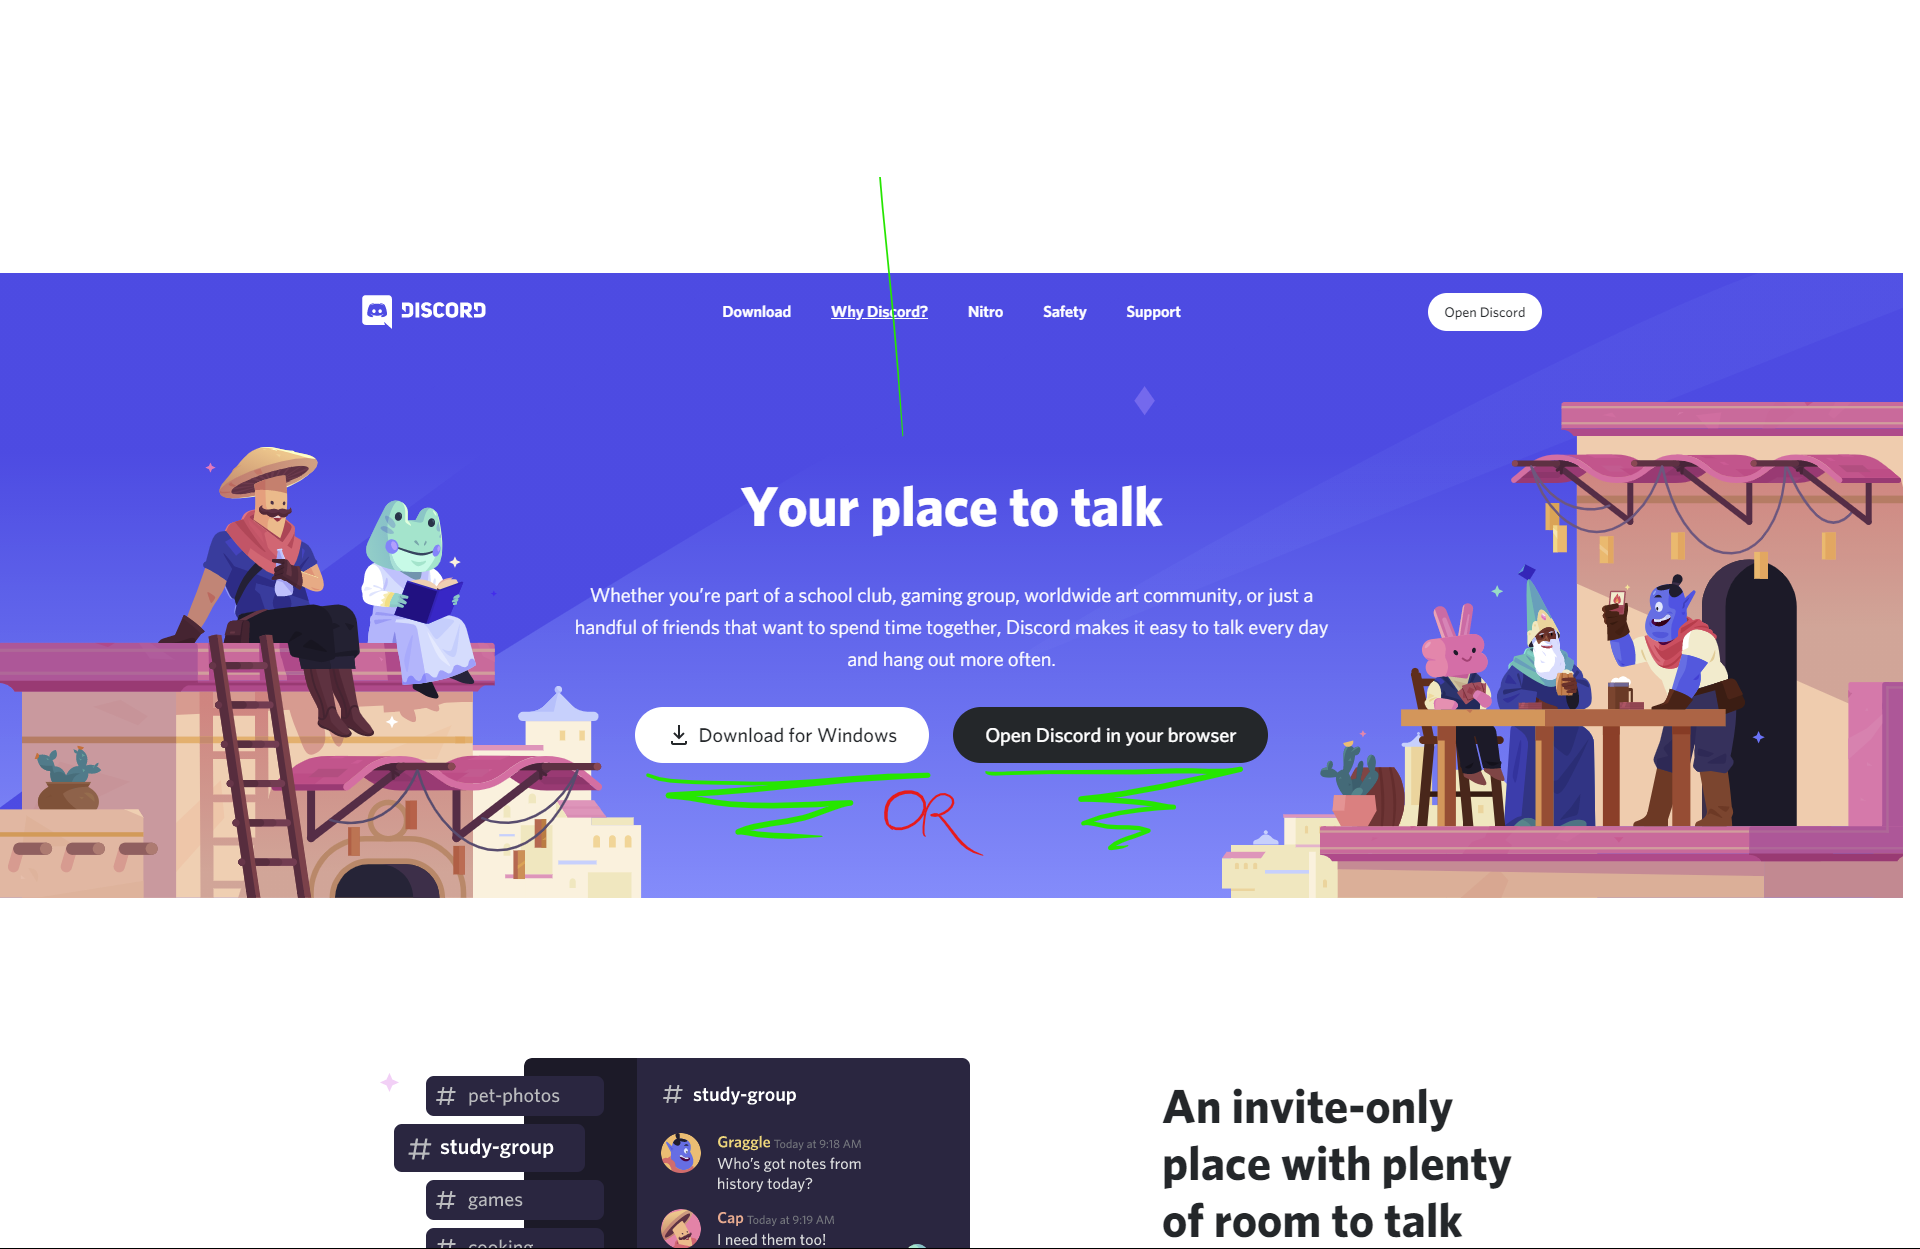 DISCORD
Download
Why Discord?
Nitro
Safety
Support
Open Discord
Your place to talk
Whether you're part of a school club, gaming group, worldwide art community, or just a
handful of friends that want to spend time together, Discord makes it easy to talk every day
and hang out more often.
Download for Windows
Open Discord in your browser
OR
# pet-photos
# study-group
# games
# cooking
# study-group
Graggle Today at 9:18 AM
Who's got notes from
history today?
Cap Today at 9:19 AM
I need them too!
An invite-only
place with plenty
of room to talk